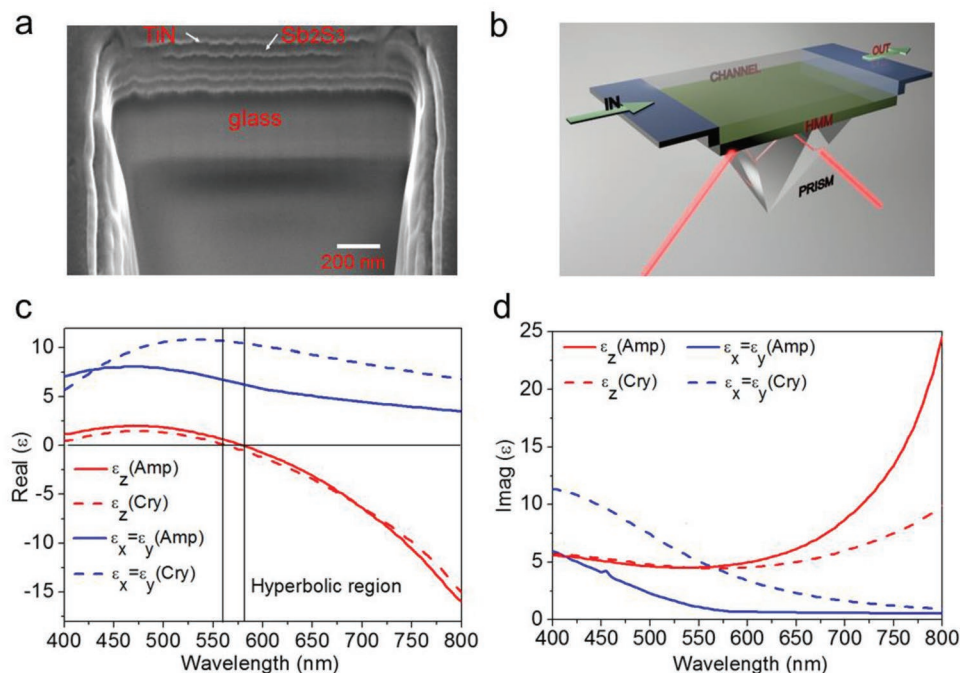 a
TiN
Sb2S3
glass
200 nm
b
IN
CHANNEL
OUT
HMM
PRISM
c
Real (ε)
10
5
0
-5
-10
-15
εz(Amp)
εz(Cry)
εx=εy(Amp)
εx=εy(Cry)
Hyperbolic region
400 450 500 550 600 650 700 750 800
Wavelength (nm)
d
Imag (ε)
25
20
15
10
5
0
εz(Amp) εx=εy(Amp)
εz(Cry) εx=εy(Cry)
400 450 500 550 600 650 700 750 800
Wavelength (nm)